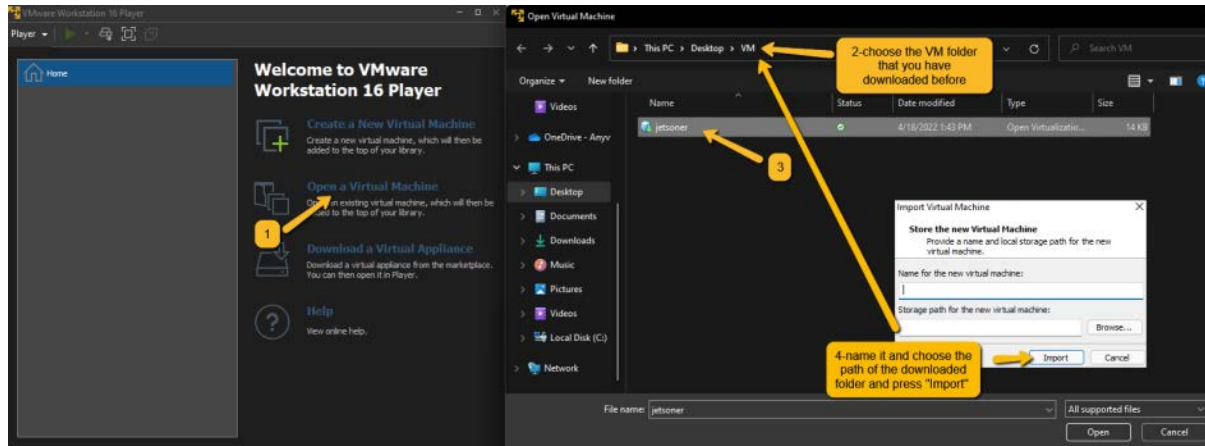 VMware Workstation 16 Player
Player
Home
Welcome to VMware
Workstation 16 Player
Create a New Virtual Machine
Create a new virtual machine, which will then be
added to the top of your library.
Open a Virtual Machine
Open an existing virtual machine, which will then be
added to the top of your library.
1
Download a Virtual Appliance
Download a virtual appliance from the marketplace.
You can then open it in Player.
Help
View online help.
Open Virtual Machine
This PC > Desktop > VM
Search VM
2-choose the VM folder
that you have
downloaded before
Organize
New folder
Name
Status
Date modified
Type
Size
jetsoner
4/18/2022 1:43 PM
Open Virtualizatio...
14 KB
3
Videos
OneDrive - Anyv
This PC
Desktop
Documents
Downloads
Music
Pictures
Videos
Local Disk (C:)
Network
Import Virtual Machine
Store the new Virtual Machine
Provide a name and local storage path for the new
virtual machine.
Name for the new virtual machine:
Storage path for the new virtual machine:
Browse...
Import
Cancel
4-name it and choose the
path of the downloaded
folder and press "Import"
File name:
jetsoner
All supported files
Open
Cancel